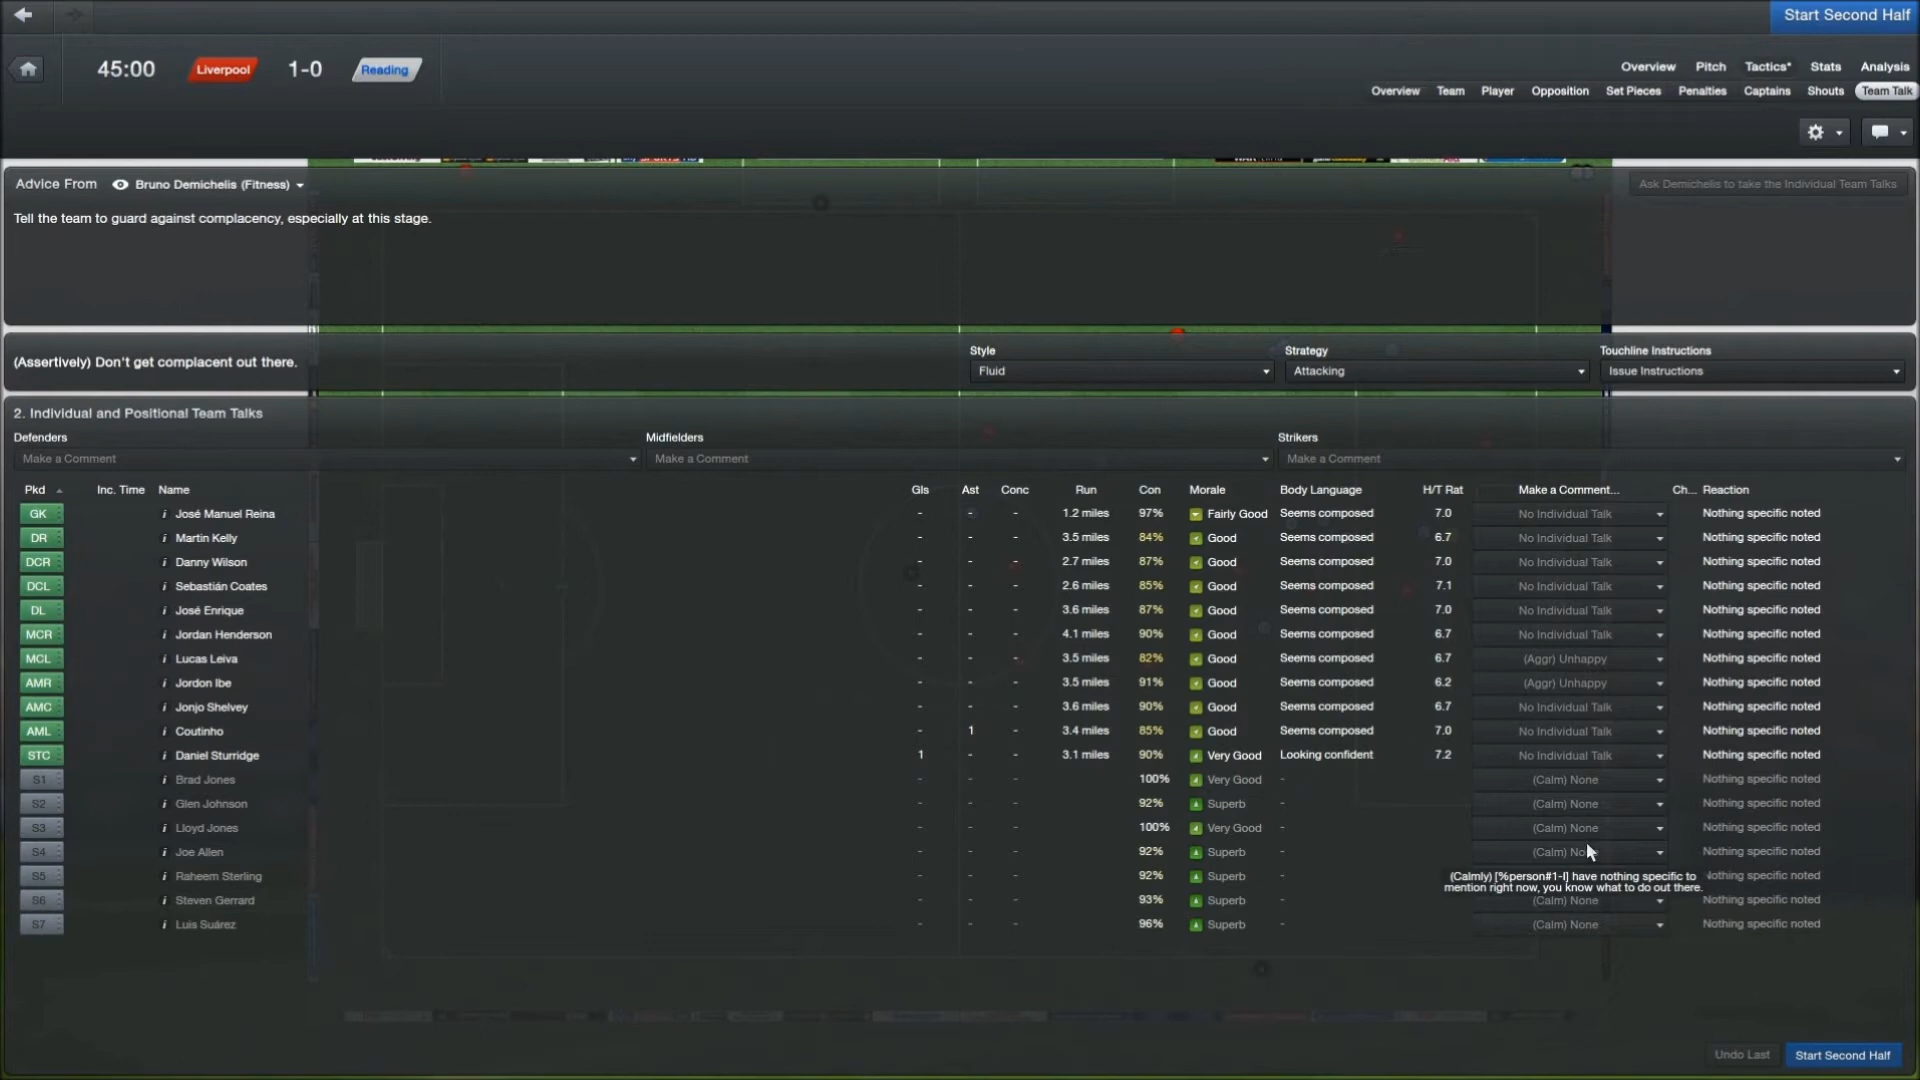 Start Second Half
45:00 Liverpool 1-0 Reading
Overview Pitch Tactics* Stats Analysis
Overview Team Player Opposition Set Pieces Penalties Captains Shouts Team Talk
Advice From Bruno Demichelis (Fitness) Ask Demichelis to take the Individual Team Talks
Tell the team to guard against complacency, especially at this stage.
Style Strategy Touchline Instructions
(Assertively) Don't get complacent out there. Fluid Attacking Issue Instructions
2. Individual and Positional Team Talks
Defenders Midfielders Strikers
Make a Comment Make a Comment Make a Comment
Pkd Inc. Time Name Gls Ast Conc Run Con Morale Body Language H/T Rat Make a Comment... Ch... Reaction
GK i José Manuel Reina - - - 1.2 miles 97% Fairly Good Seems composed 7.0 No Individual Talk Nothing specific noted
DR i Martin Kelly - - - 3.5 miles 84% Good Seems composed 6.7 No Individual Talk Nothing specific noted
DCR i Danny Wilson - - - 2.7 miles 87% Good Seems composed 7.0 No Individual Talk Nothing specific noted
DCL i Sebastián Coates - - - 2.6 miles 85% Good Seems composed 7.1 No Individual Talk Nothing specific noted
DL i José Enrique - - - 3.6 miles 87% Good Seems composed 7.0 No Individual Talk Nothing specific noted
MCR i Jordan Henderson - - - 4.1 miles 90% Good Seems composed 6.7 No Individual Talk Nothing specific noted
MCL i Lucas Leiva - - - 3.5 miles 82% Good Seems composed 6.7 (Aggr) Unhappy Nothing specific noted
AMR i Jordon Ibe - - - 3.5 miles 91% Good Seems composed 6.2 (Aggr) Unhappy Nothing specific noted
AMC i Jonjo Shelvey - - - 3.6 miles 90% Good Seems composed 6.7 No Individual Talk Nothing specific noted
AML i Coutinho - 1 - 3.4 miles 85% Good Seems composed 7.0 No Individual Talk Nothing specific noted
STC i Daniel Sturridge 1 - - 3.1 miles 90% Very Good Looking confident 7.2 No Individual Talk Nothing specific noted
S1 i Brad Jones - - - 100% Very Good - (Calm) None Nothing specific noted
S2 i Glen Johnson - - - 92% Superb - (Calm) None Nothing specific noted
S3 i Lloyd Jones - - - 100% Very Good - (Calm) None Nothing specific noted
S4 i Joe Allen - - - 92% Superb - (Calm) Nothing specific noted
S5 i Raheem Sterling - - - 92% Superb - Nothing specific noted
(Calmly) [%person#1-I] have nothing specific to
mention right now, you know what to do out there.
S6 i Steven Gerrard - - - 93% Superb - (Calm) None Nothing specific noted
S7 i Luis Suárez - - - 96% Superb - (Calm) None Nothing specific noted
Undo Last Start Second Half